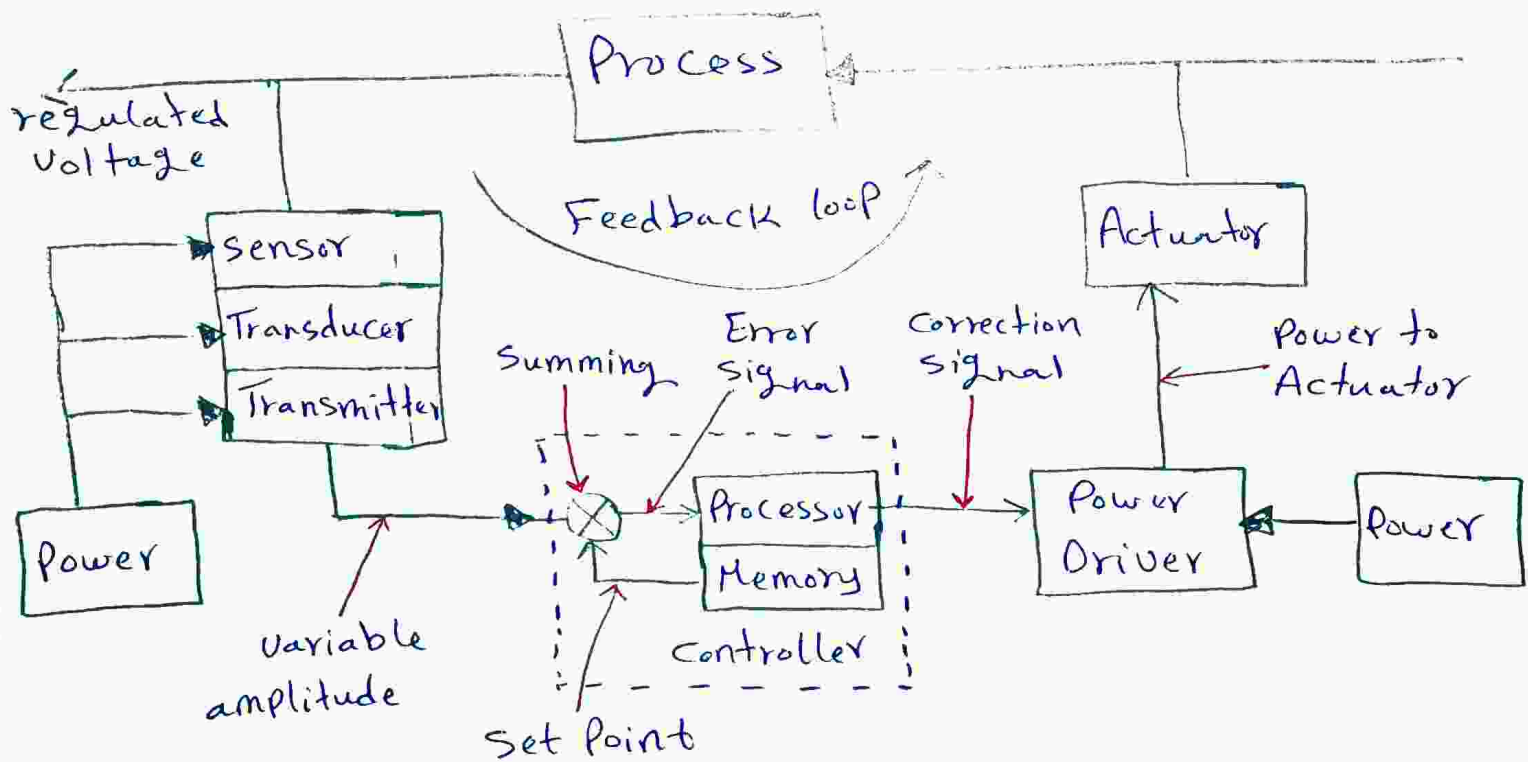 Process
regulated
voltage
Feedback loop
Actuator
Sensor
Transducer
Transmitter
Summing
Error
signal
Correction
signal
Power to
Actuator
Power
Processor
Memory
Controller
Power
Driver
Power
variable
amplitude
Set Point